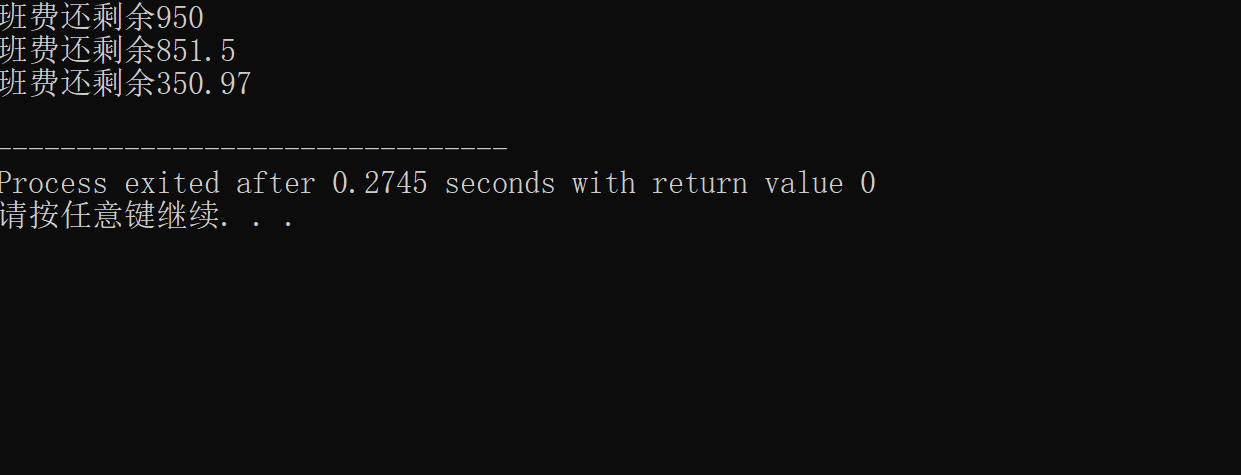 班费还剩余950
班费还剩余851.5
班费还剩余350.97
--------------------------------
Process exited after 0.2745 seconds with return value 0
请按任意键继续. . .